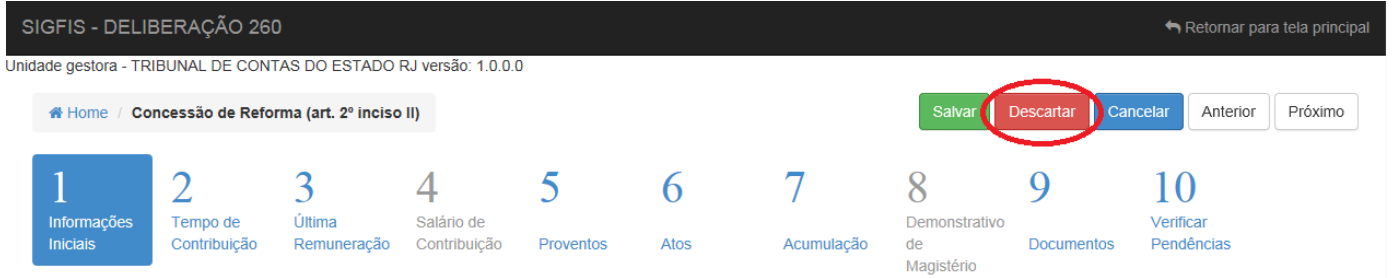 SIGFIS - DELIBERAÇÃO 260
Retornar para tela principal
Unidade gestora - TRIBUNAL DE CONTAS DO ESTADO RJ versão: 1.0.0.0
Home / Concessão de Reforma (art. 2º inciso II)
Salvar
Descartar
Cancelar
Anterior
Próximo
1
Informações
Iniciais
2
Tempo de
Contribuição
3
Última
Remuneração
4
Salário de
Contribuição
5
Proventos
6
Atos
7
Acumulação
8
Demonstrativo
de
Magistério
9
Documentos
10
Verificar
Pendências